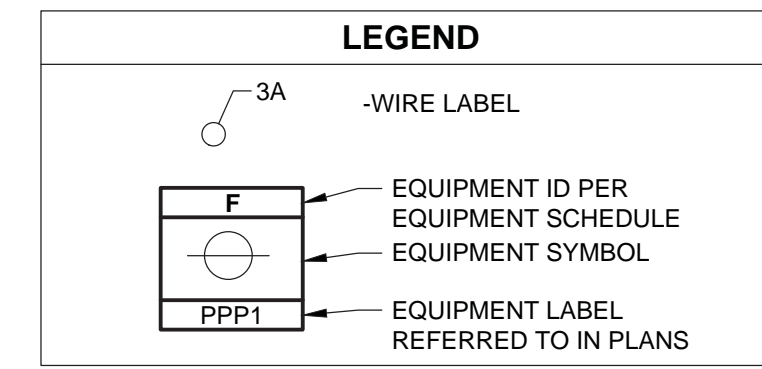 LEGEND
3A
-WIRE LABEL
F
EQUIPMENT ID PER
EQUIPMENT SCHEDULE
EQUIPMENT SYMBOL
PPP1
EQUIPMENT LABEL
REFERRED TO IN PLANS